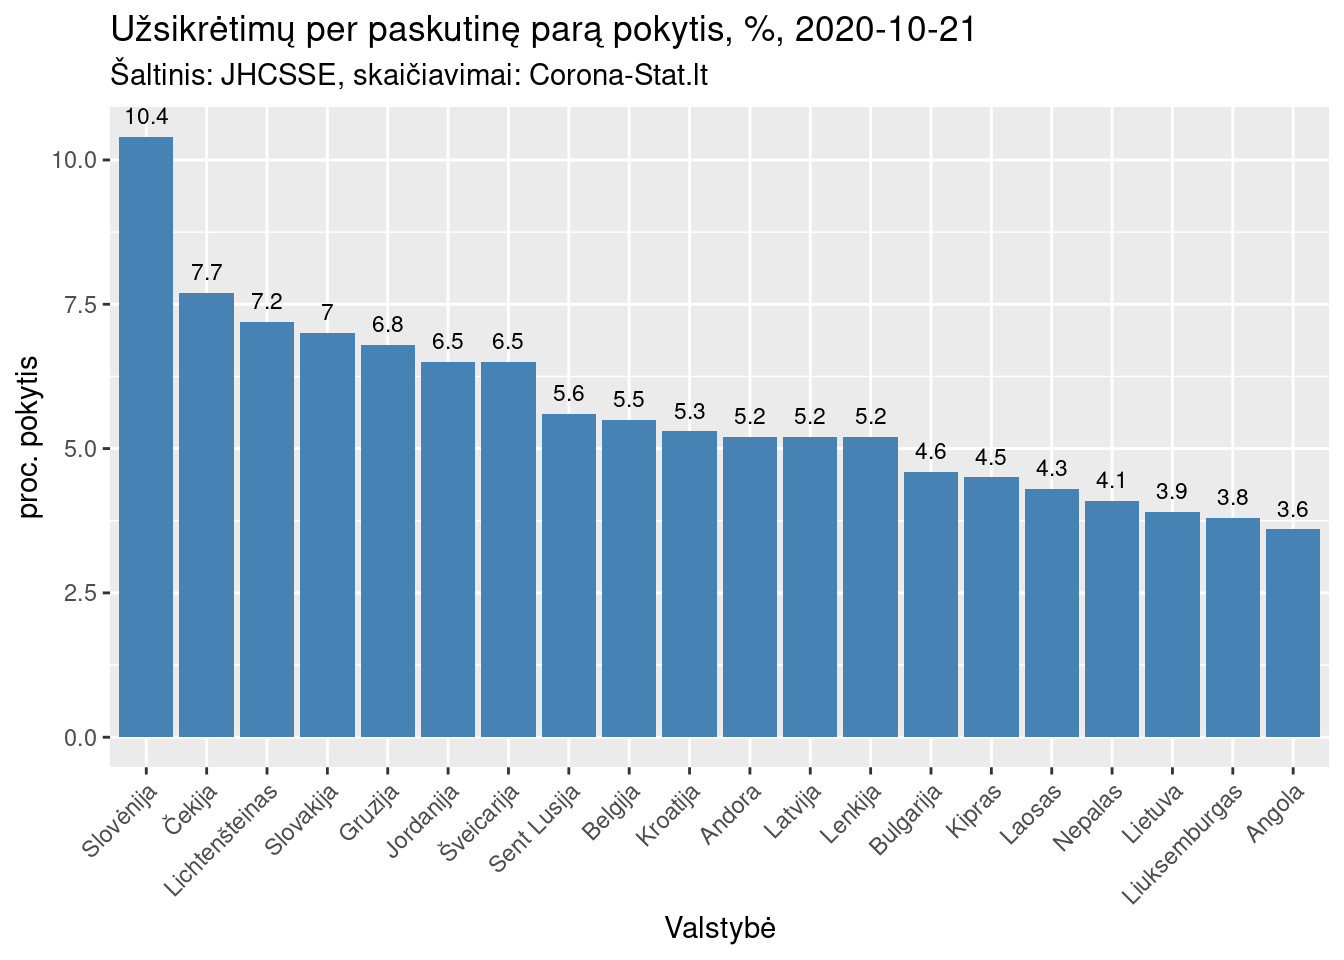 Užsikrėtimų per paskutinę parą pokytis, %, 2020-10-21
Šaltinis: JHCSSE, skaičiavimai: Corona-Stat.lt
proc. pokytis
10.0
7.5
5.0
2.5
0.0
10.4
7.7
7.2
7
6.8
6.5
6.5
5.6
5.5
5.3
5.2
5.2
5.2
4.6
4.5
4.3
4.1
3.9
3.8
3.6
Slovėnija
Čekija
Lichtenšteinas
Slovakija
Gruzija
Jordanija
Šveicarija
Sent Lusija
Belgija
Kroatija
Andora
Latvija
Lenkija
Bulgarija
Kipras
Laosas
Nepalas
Lietuva
Liuksemburgas
Angola
Valstybė